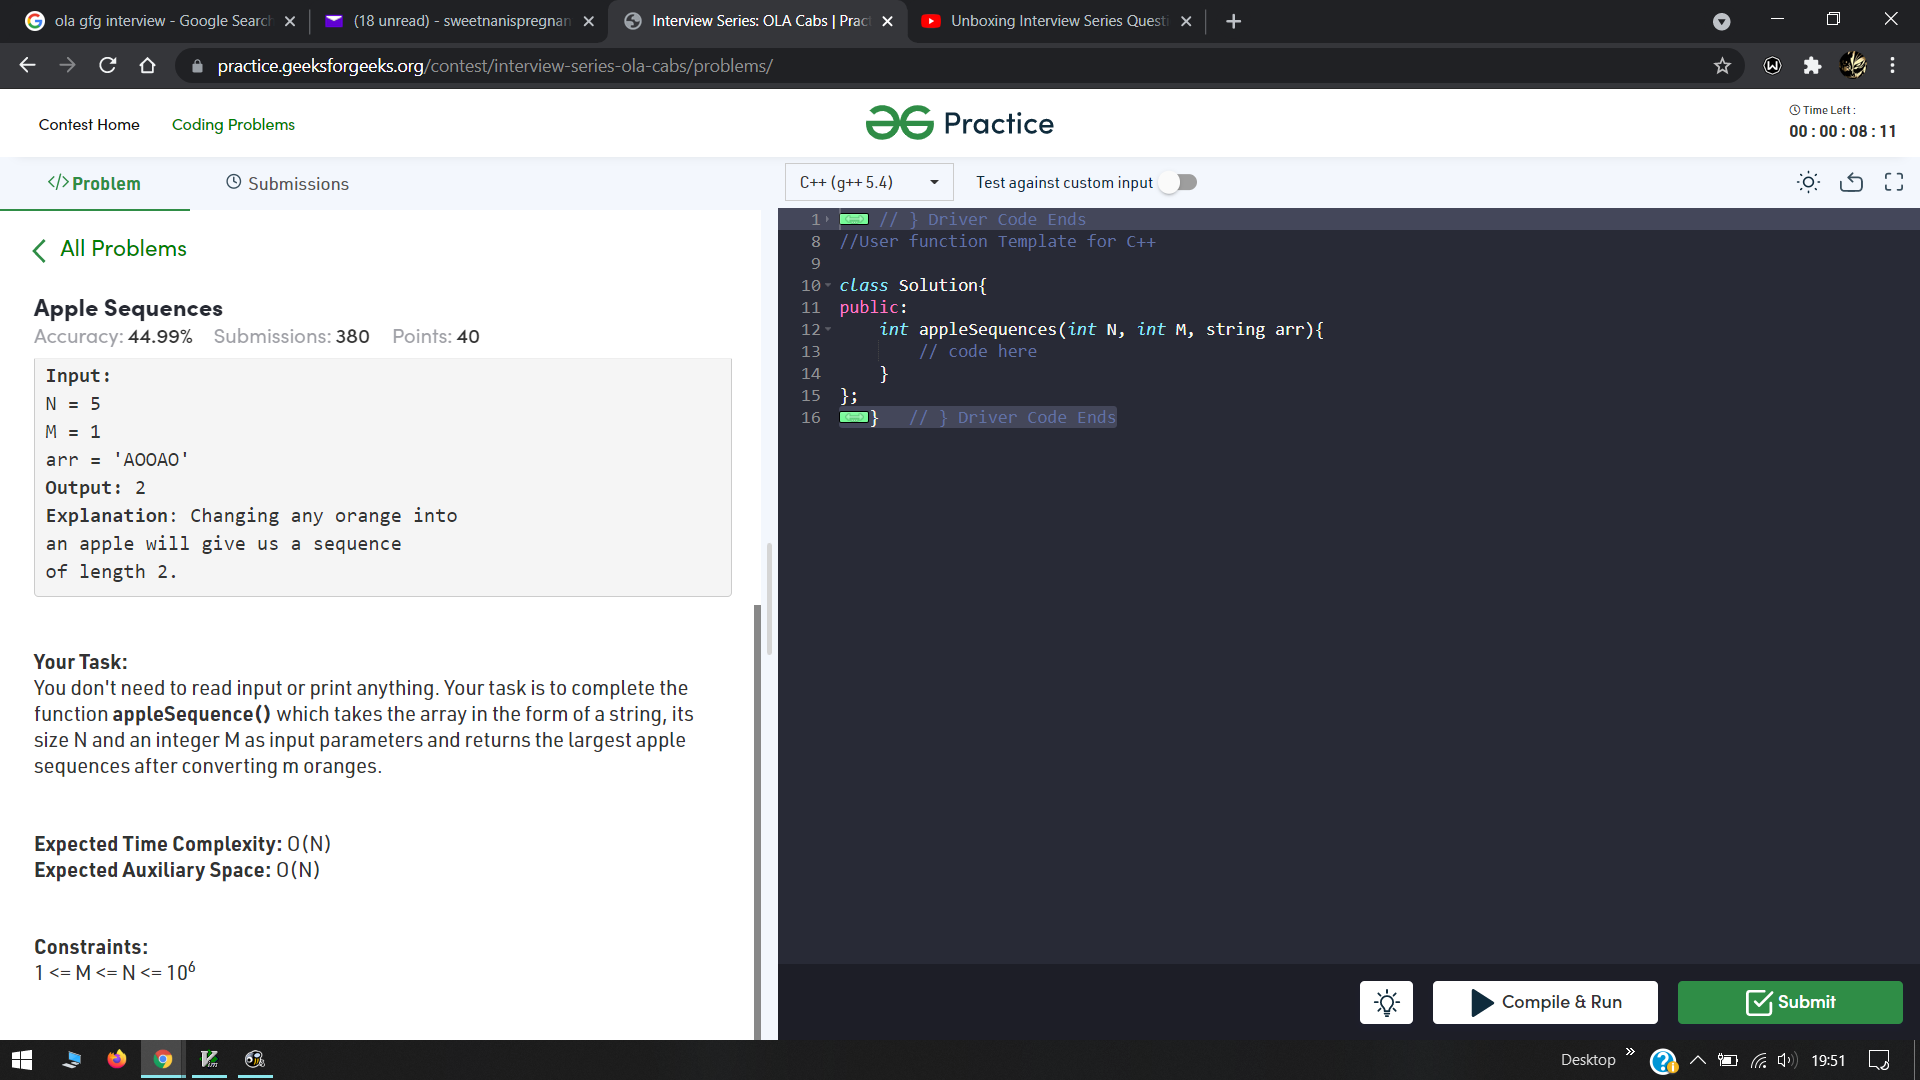 ola gfg interview - Google Search
(18 unread) - sweetnanispregnan
Interview Series: OLA Cabs | Pract
Unboxing Interview Series Questi
practice.geeksforgeeks.org/contest/interview-series-ola-cabs/problems/
Contest Home
Coding Problems
Practice
Time Left :
00 : 00 : 08 : 11
</>Problem
Submissions
C++ (g++ 5.4)
Test against custom input
All Problems
Apple Sequences
Accuracy: 44.99% Submissions: 380 Points: 40
Input:
N = 5
M = 1
arr = 'AOOAO'
Output: 2
Explanation: Changing any orange into
an apple will give us a sequence
of length 2.
Your Task:
You don't need to read input or print anything. Your task is to complete the
function appleSequence() which takes the array in the form of a string, its
size N and an integer M as input parameters and returns the largest apple
sequences after converting m oranges.
Expected Time Complexity: O(N)
Expected Auxiliary Space: O(N)
Constraints:
1 <= M <= N <= 10⁶
1 // } Driver Code Ends
8 //User function Template for C++
9
10 class Solution{
11 public:
12 int appleSequences(int N, int M, string arr){
13 // code here
14 }
15 };
16 } // } Driver Code Ends
Compile & Run
Submit
Desktop
19:51